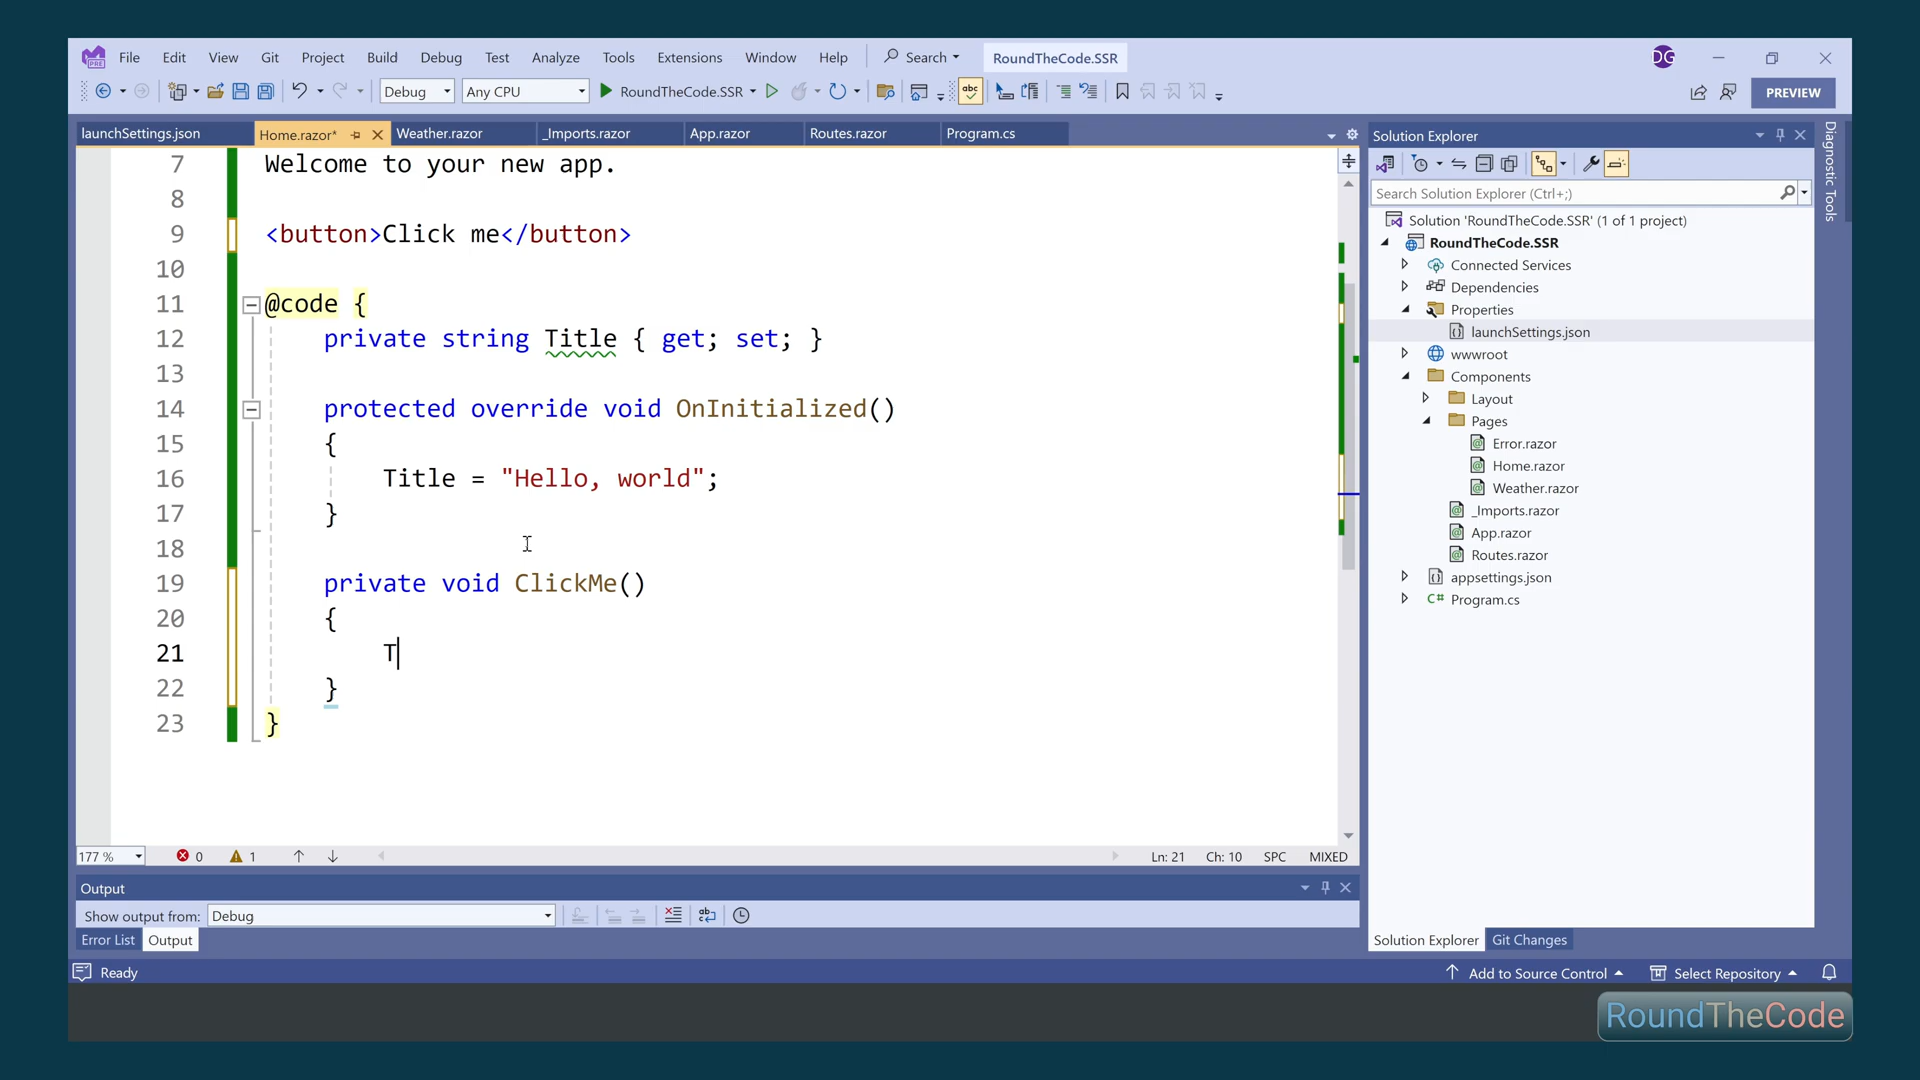 File Edit View Git Project Build Debug Test Analyze Tools Extensions Window Help Search RoundTheCode.SSR DG
Debug Any CPU RoundTheCode.SSR PREVIEW
launchSettings.json Home.razor* Weather.razor _Imports.razor App.razor Routes.razor Program.cs
7 Welcome to your new app.
8
9 <button>Click me</button>
10
11 @code {
12 private string Title { get; set; }
13
14 protected override void OnInitialized()
15 {
16 Title = "Hello, world";
17 }
18
19 private void ClickMe()
20 {
21 T
22 }
23 }
177 % 0 1 Ln: 21 Ch: 10 SPC MIXED
Output
Show output from: Debug
Error List Output
Solution Explorer
Search Solution Explorer (Ctrl+;)
Solution 'RoundTheCode.SSR' (1 of 1 project)
RoundTheCode.SSR
Connected Services
Dependencies
Properties
launchSettings.json
wwwroot
Components
Layout
Pages
Error.razor
Home.razor
Weather.razor
_Imports.razor
App.razor
Routes.razor
appsettings.json
C# Program.cs
Solution Explorer Git Changes
Diagnostic Tools
Ready Add to Source Control Select Repository
RoundTheCode